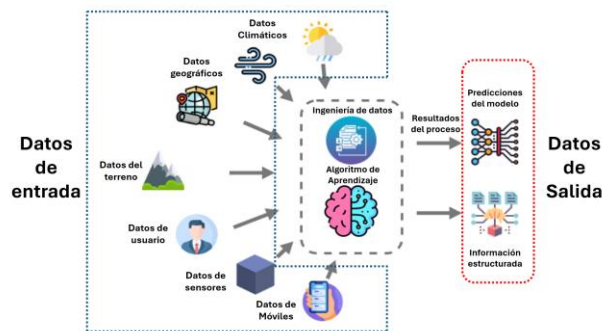 Datos
Climáticos
Datos
geográficos
Datos
de
entrada
Datos del
terreno
Datos de
usuario
Datos de
sensores
Datos de
Móviles
Ingeniería de datos
Algoritmo de
Aprendizaje
Resultados
del proceso
Predicciones
del modelo
Información
estructurada
Datos
de
Salida